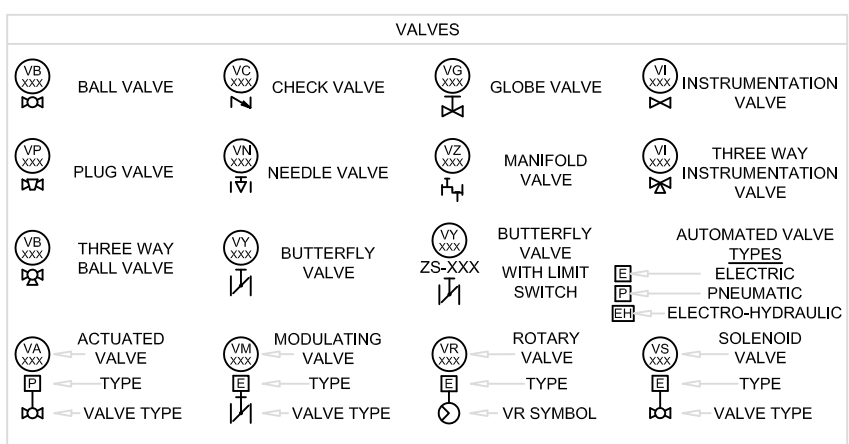 VALVES
VB
XXX
BALL VALVE
VC
XXX
CHECK VALVE
VG
XXX
GLOBE VALVE
VI
XXX
INSTRUMENTATION
VALVE
VP
XXX
PLUG VALVE
VN
XXX
NEEDLE VALVE
VZ
XXX
MANIFOLD
VALVE
VI
XXX
THREE WAY
INSTRUMENTATION
VALVE
VB
XXX
THREE WAY
BALL VALVE
VY
XXX
BUTTERFLY
VALVE
VY
XXX
ZS-XXX
BUTTERFLY
VALVE
WITH LIMIT
SWITCH
AUTOMATED VALVE
TYPES
E ELECTRIC
P PNEUMATIC
EH ELECTRO-HYDRAULIC
VA
XXX
ACTUATED
VALVE
P TYPE
VALVE TYPE
VM
XXX
MODULATING
VALVE
E TYPE
VALVE TYPE
VR
XXX
ROTARY
VALVE
E TYPE
VR SYMBOL
VS
XXX
SOLENOID
VALVE
E TYPE
VALVE TYPE